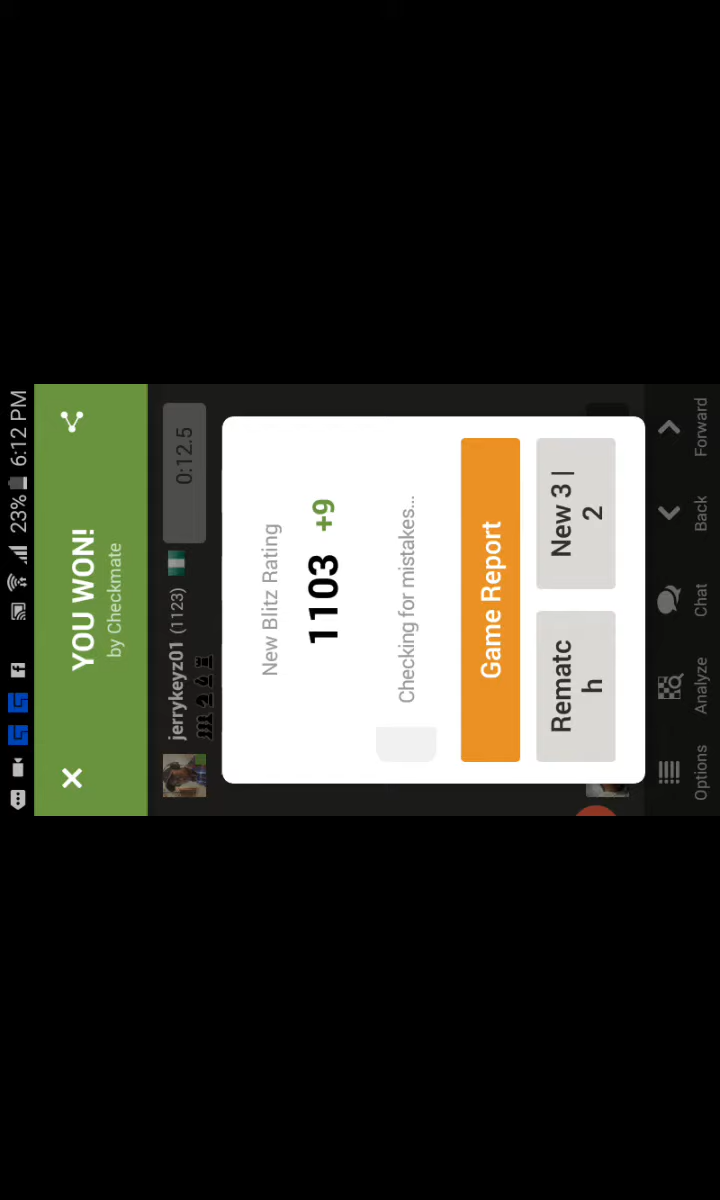 23% 6:12 PM
YOU WON!
by Checkmate
jerrykeyz01 (1123)
0:12.5
New Blitz Rating
1103 +9
Checking for mistakes...
Game Report
Rematc
h
New 3 |
2
Options
Analyze
Chat
Back
Forward